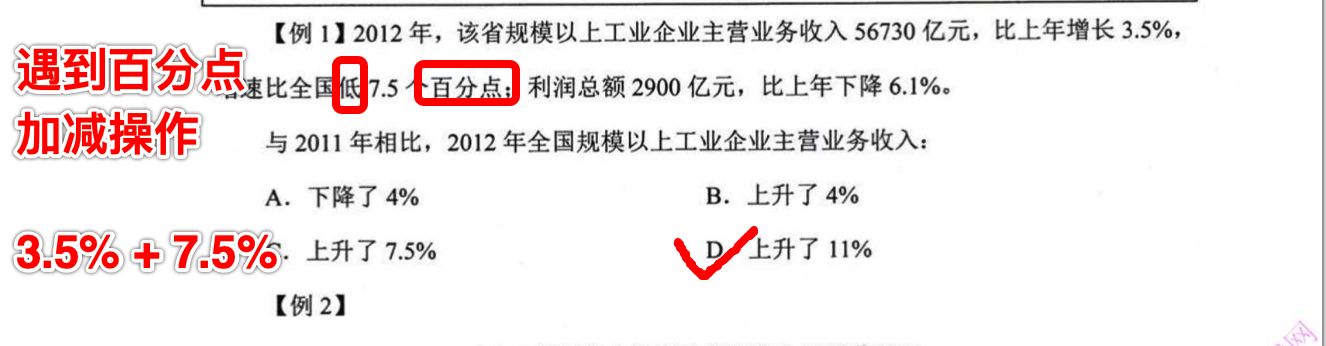 【例 1】2012 年，该省规模以上工业企业主营业务收入 56730 亿元，比上年增长 3.5%，
遇到百分点
速比全国低 7.5 个百分点；利润总额 2900 亿元，比上年下降 6.1%。
加减操作
与 2011 年相比，2012 年全国规模以上工业企业主营业务收入：
A．下降了 4%
B．上升了 4%
3.5% + 7.5%
．上升了 7.5%
D．上升了 11%
【例 2】
网